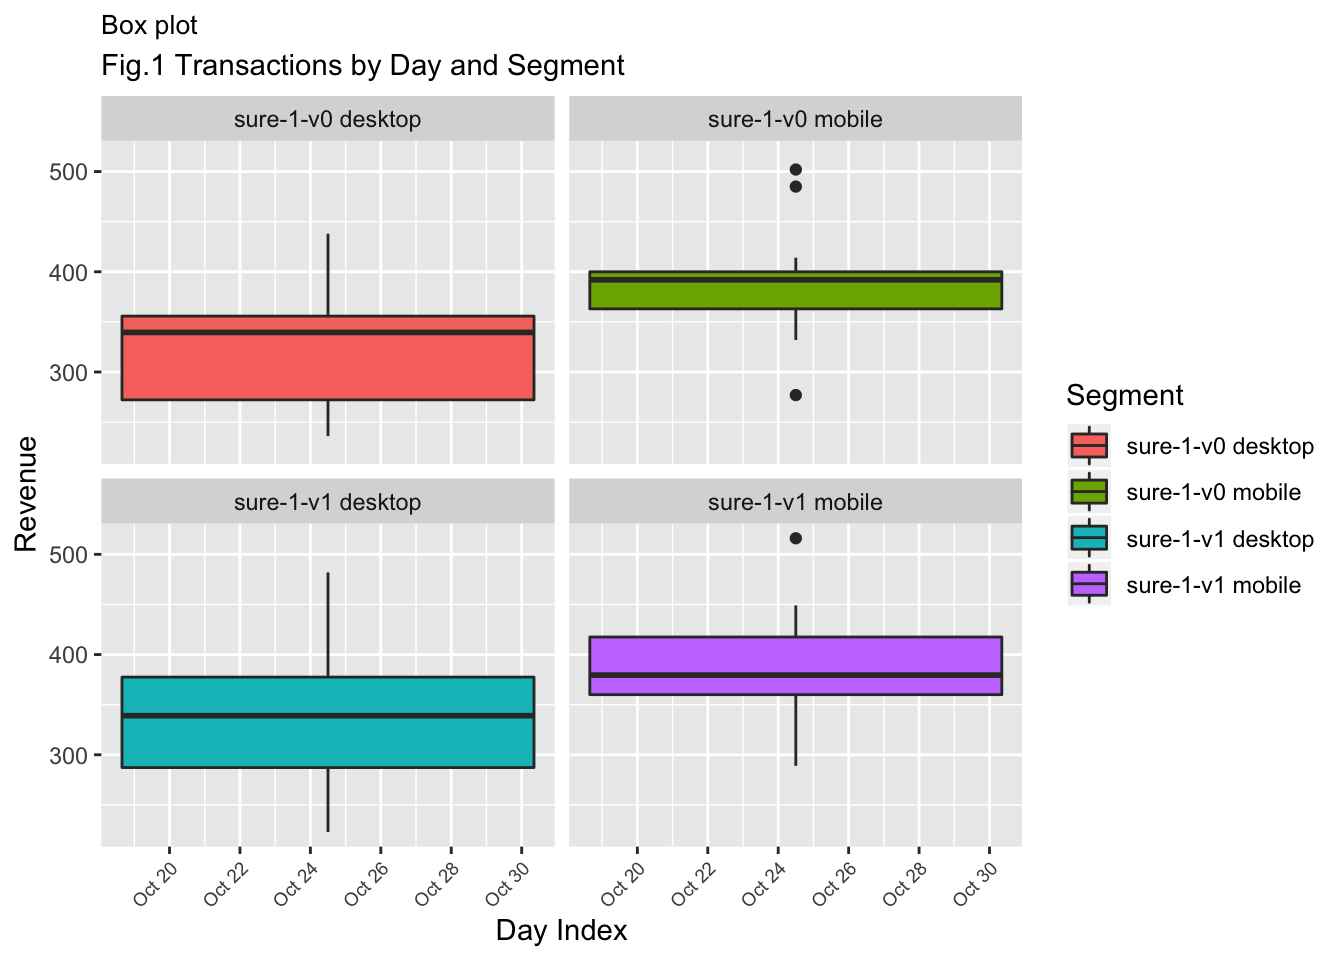 Box plot
Fig.1 Transactions by Day and Segment
sure-1-v0 desktop
sure-1-v0 mobile
500
400
300
sure-1-v1 desktop
sure-1-v1 mobile
500
400
300
Revenue
Oct 20
Oct 22
Oct 24
Oct 26
Oct 28
Oct 30
Oct 20
Oct 22
Oct 24
Oct 26
Oct 28
Oct 30
Day Index
Segment
sure-1-v0 desktop
sure-1-v0 mobile
sure-1-v1 desktop
sure-1-v1 mobile